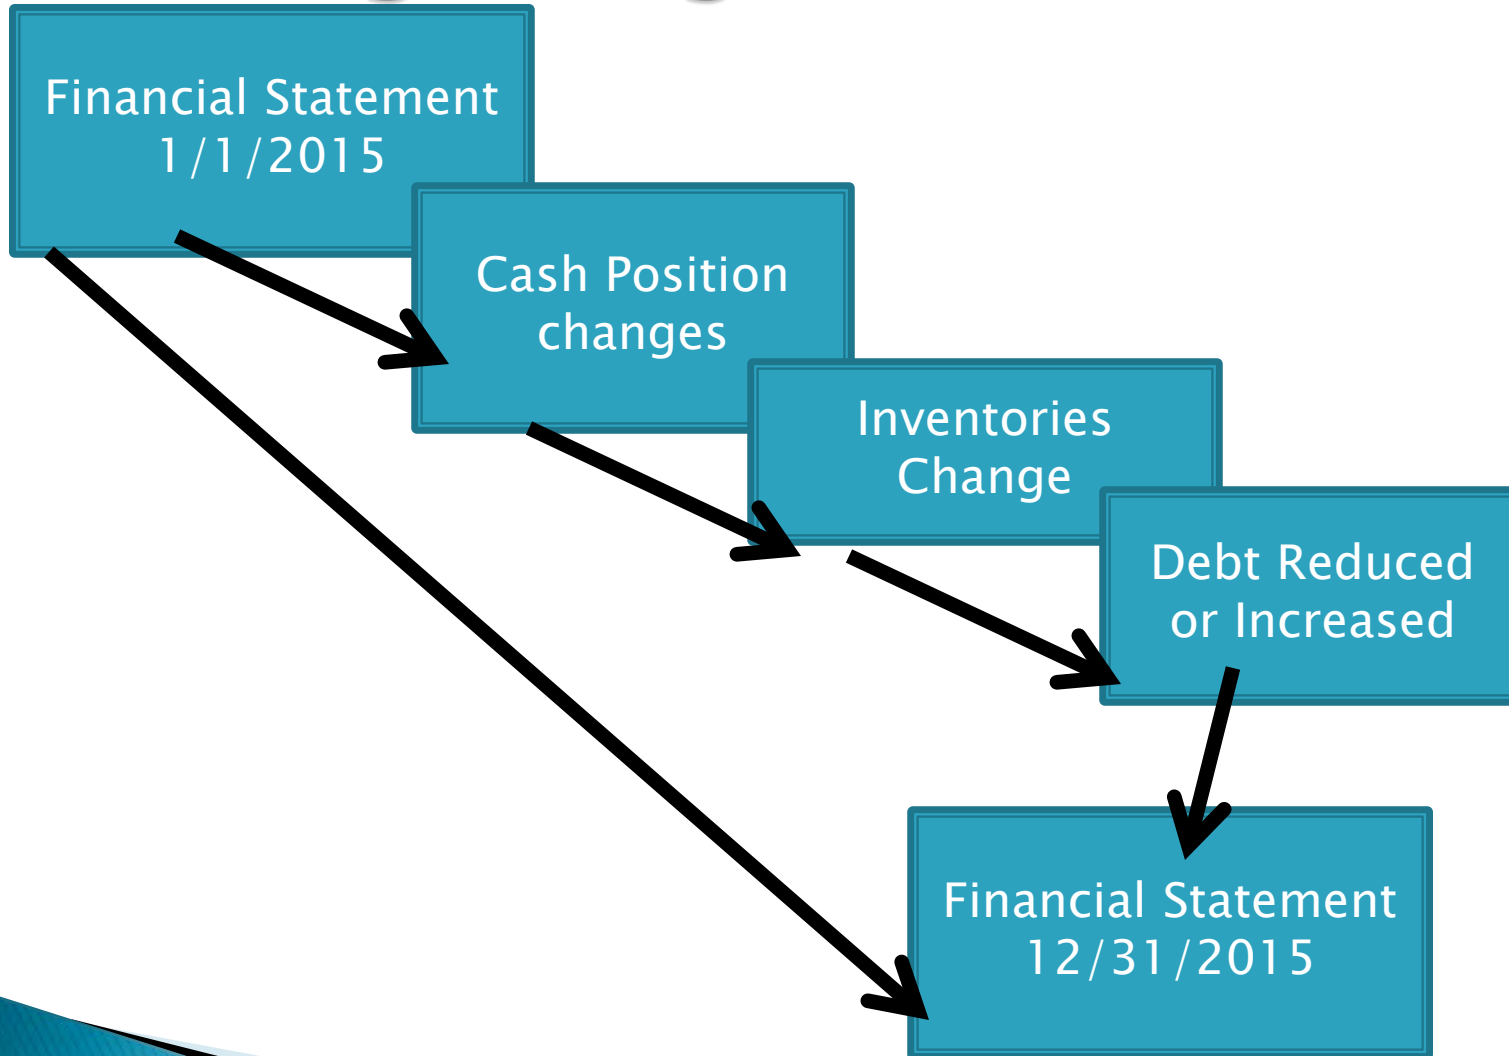 Financial Statement
1/1/2015
Cash Position
changes
Inventories
Change
Debt Reduced
or Increased
Financial Statement
12/31/2015